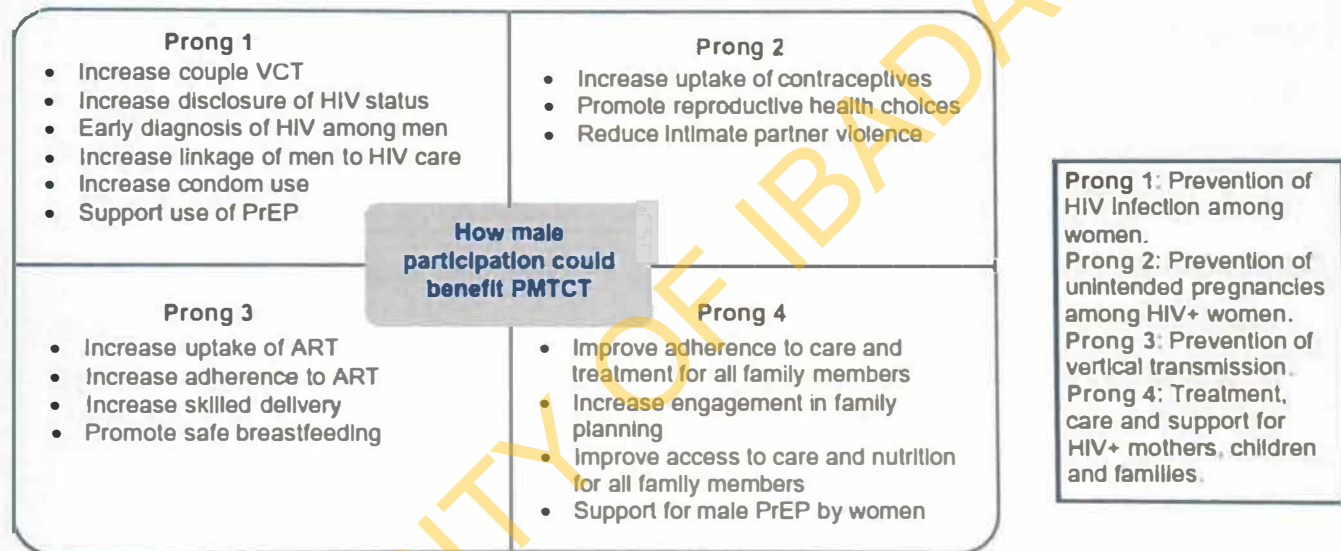 Prong 1
• Increase couple VCT
• Increase disclosure of HIV status
• Early diagnosis of HIV among men
• Increase linkage of men to HIV care
• Increase condom use
• Support use of PrEP
Prong 2
• Increase uptake of contraceptives
• Promote reproductive health choices
• Reduce intimate partner violence
How male
participation could
benefit PMTCT
Prong 3
• Increase uptake of ART
• Increase adherence to ART
• Increase skilled delivery
• Promote safe breastfeeding
Prong 4
• Improve adherence to care and
treatment for all family members
• Increase engagement in family
planning
• Improve access to care and nutrition
for all family members
• Support for male PrEP by women
Prong 1: Prevention of
HIV infection among
women.
Prong 2: Prevention of
unintended pregnancies
among HIV+ women.
Prong 3: Prevention of
vertical transmission.
Prong 4: Treatment,
care and support for
HIV+ mothers, children
and families.
ITY OF IBADA